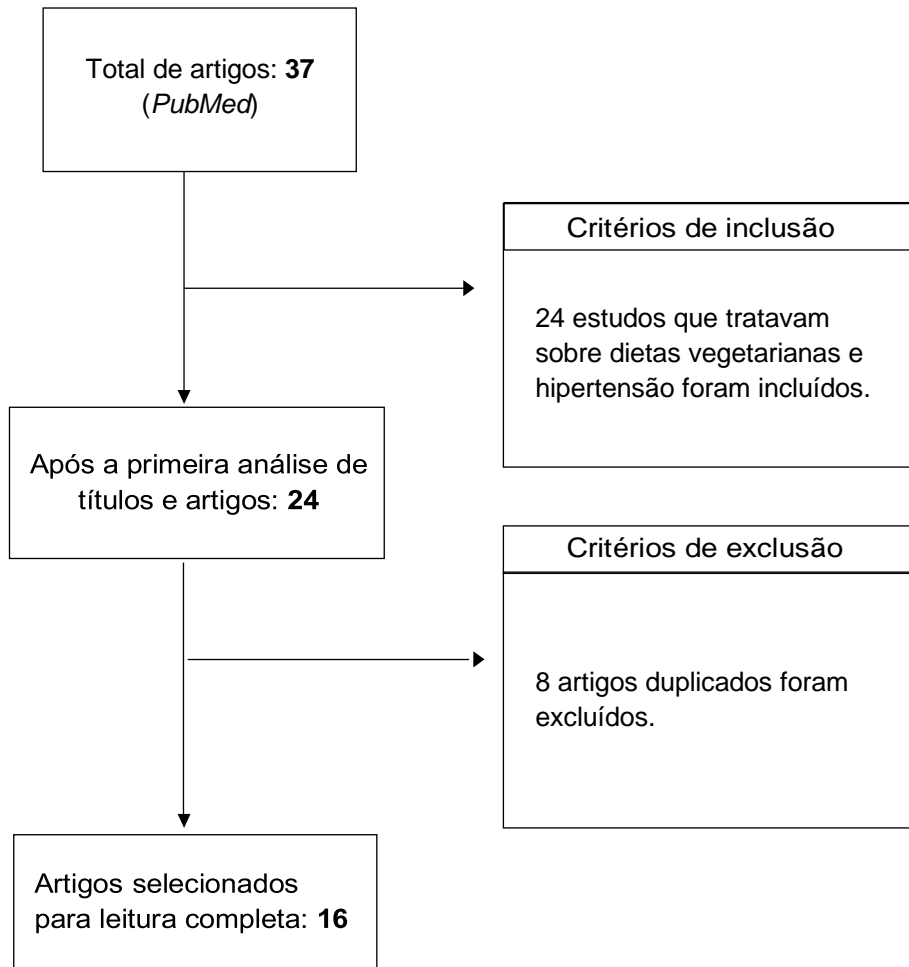 Total de artigos: 37
(PubMed)
Critérios de inclusão
24 estudos que tratavam
sobre dietas vegetarianas e
hipertensão foram incluídos.
Após a primeira análise de
títulos e artigos: 24
Critérios de exclusão
8 artigos duplicados foram
excluídos.
Artigos selecionados
para leitura completa: 16